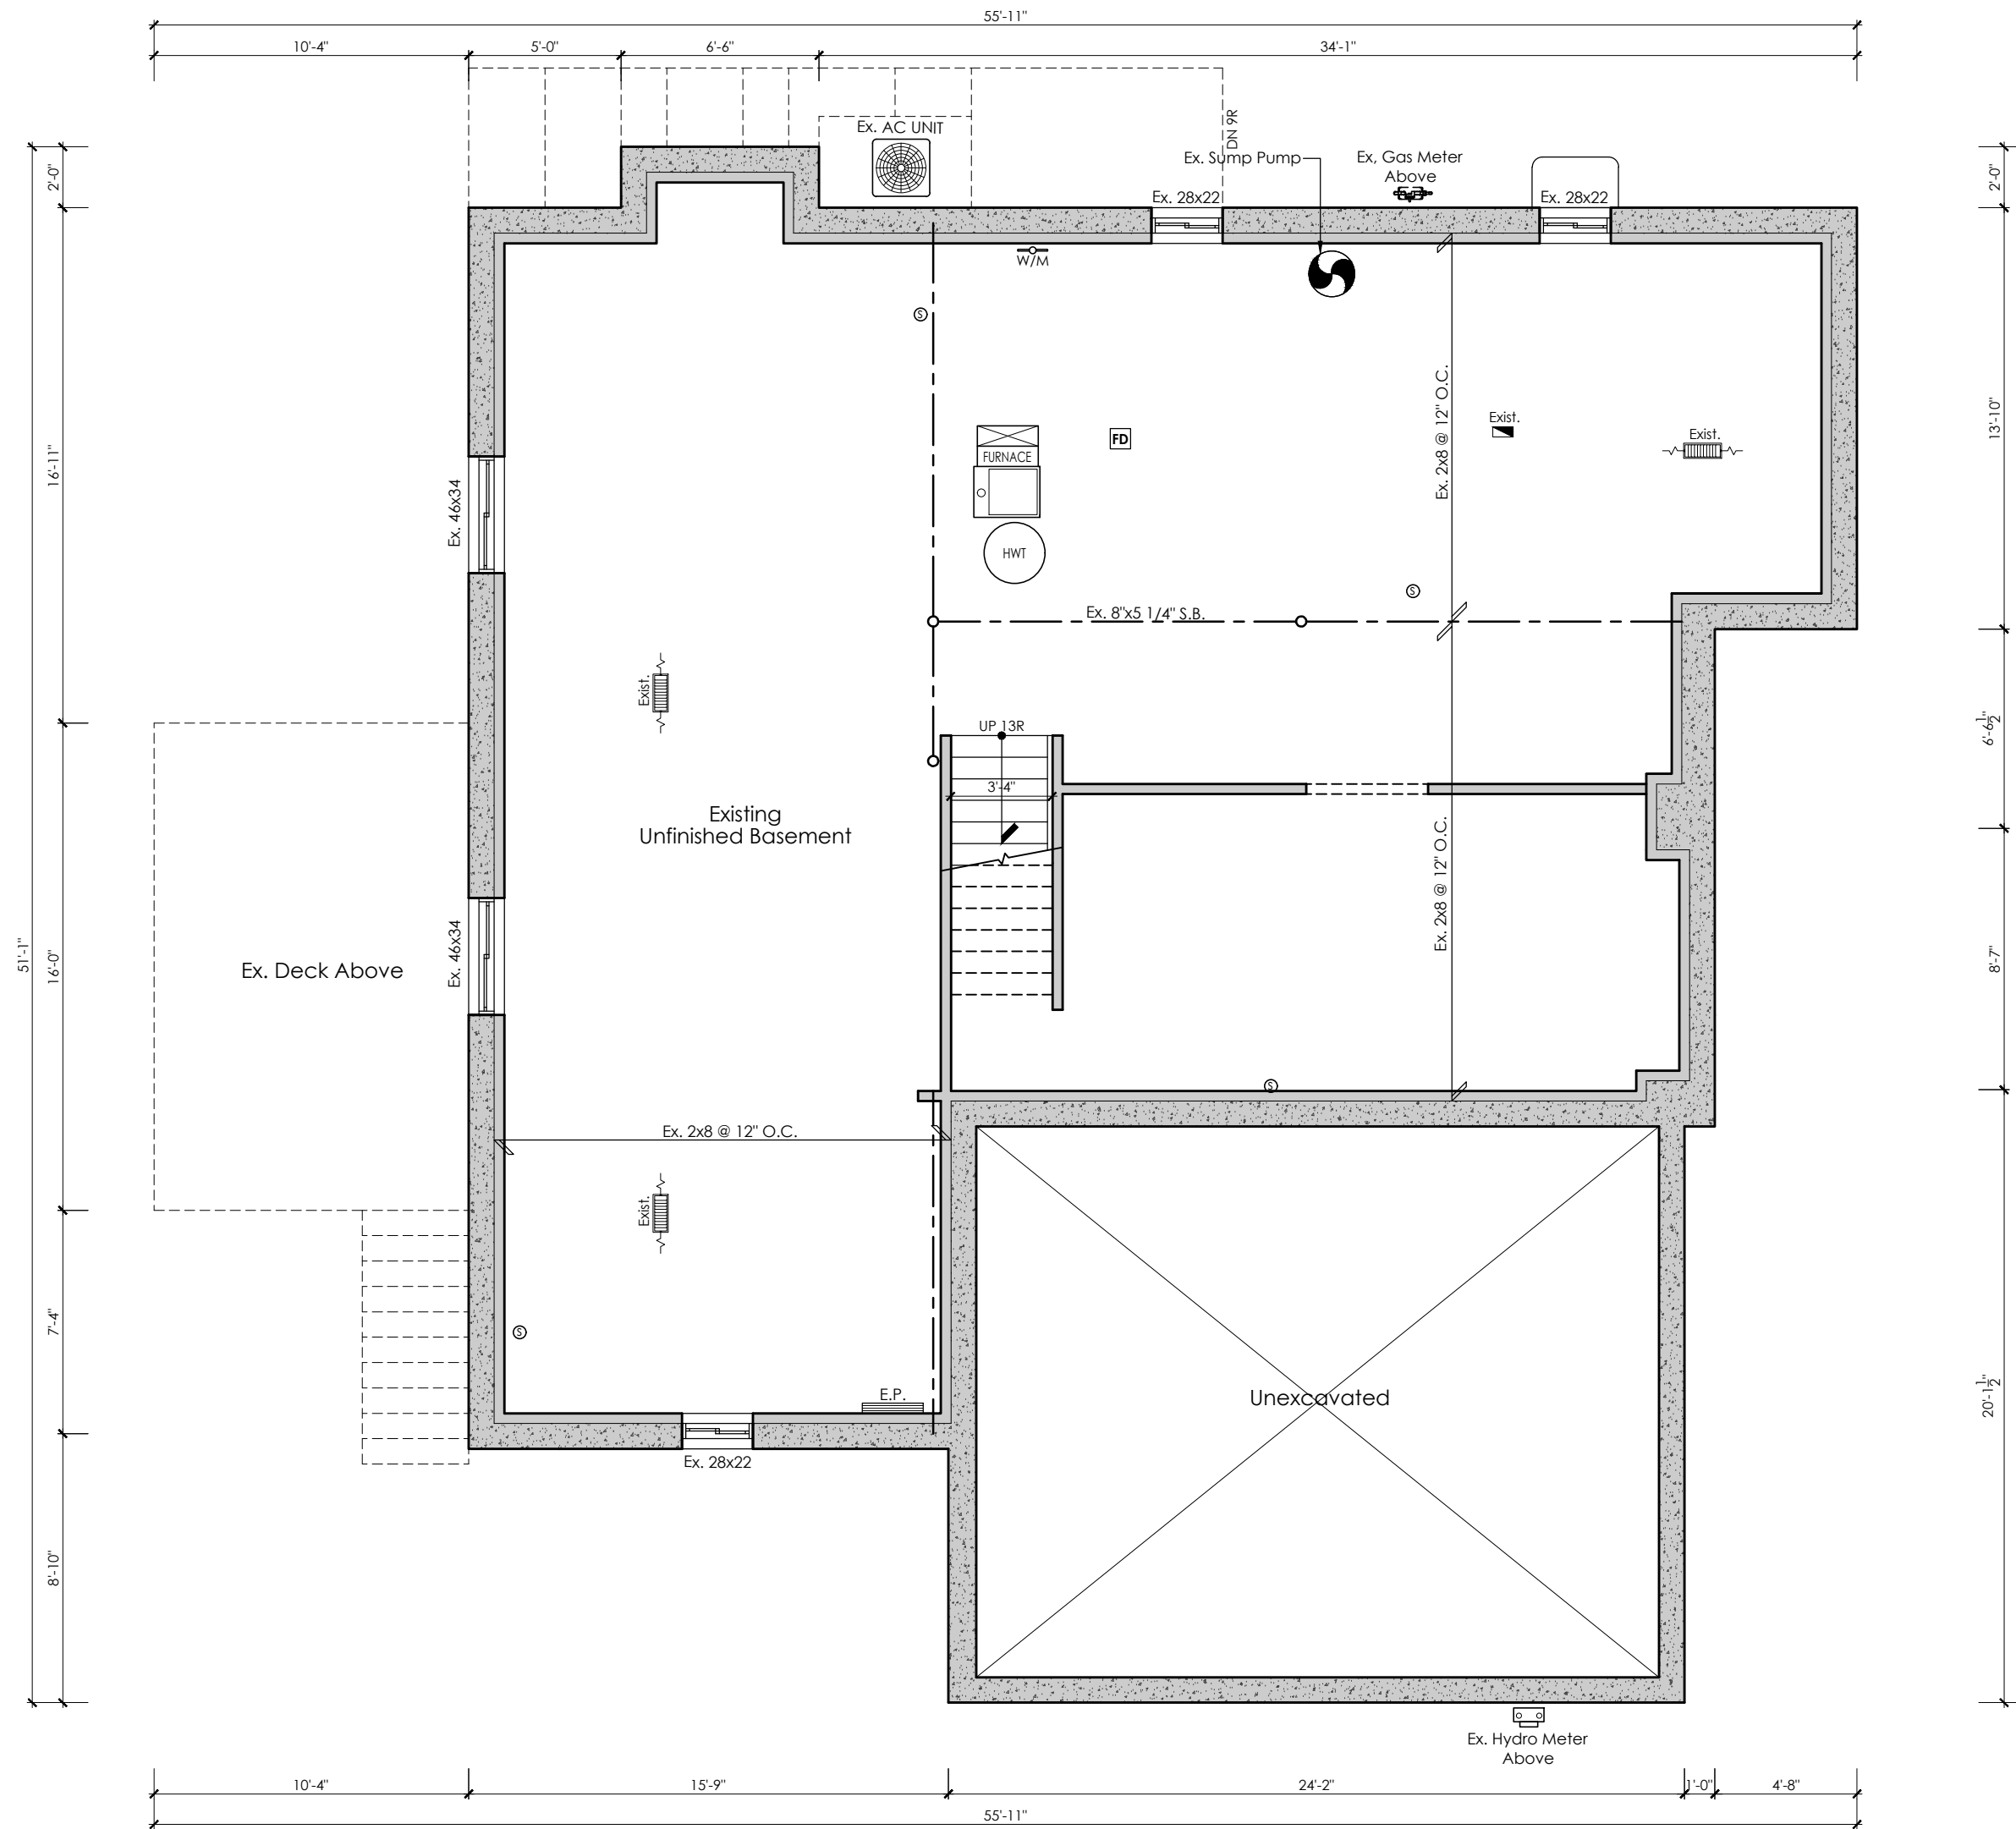 55'-11"
10'-4"
5'-0"
6'-6"
34'-1"
Ex. AC UNIT
DN 9R
Ex. Sump Pump
Ex, Gas Meter
Above
Ex. 28x22
Ex. 28x22
2'-0"
2'-0"
W/M
S
Ex. 2x8 @ 12" O.C.
Exist.
Exist.
FD
FURNACE
16'-11"
13'-10"
Ex. 46x34
HWT
S
Ex. 8"x5 1/4" S.B.
Exist.
UP 13R
6'-6 1/2"
3'-4"
Existing
Unfinished Basement
Ex. 2x8 @ 12" O.C.
51'-1"
16'-0"
Ex. Deck Above
Ex. 46x34
8'-7"
S
Ex. 2x8 @ 12" O.C.
Exist.
7'-4"
S
E.P.
Unexcavated
20'-1 1/2"
Ex. 28x22
8'-10"
Ex. Hydro Meter
Above
10'-4"
15'-9"
24'-2"
1'-0"
4'-8"
55'-11"